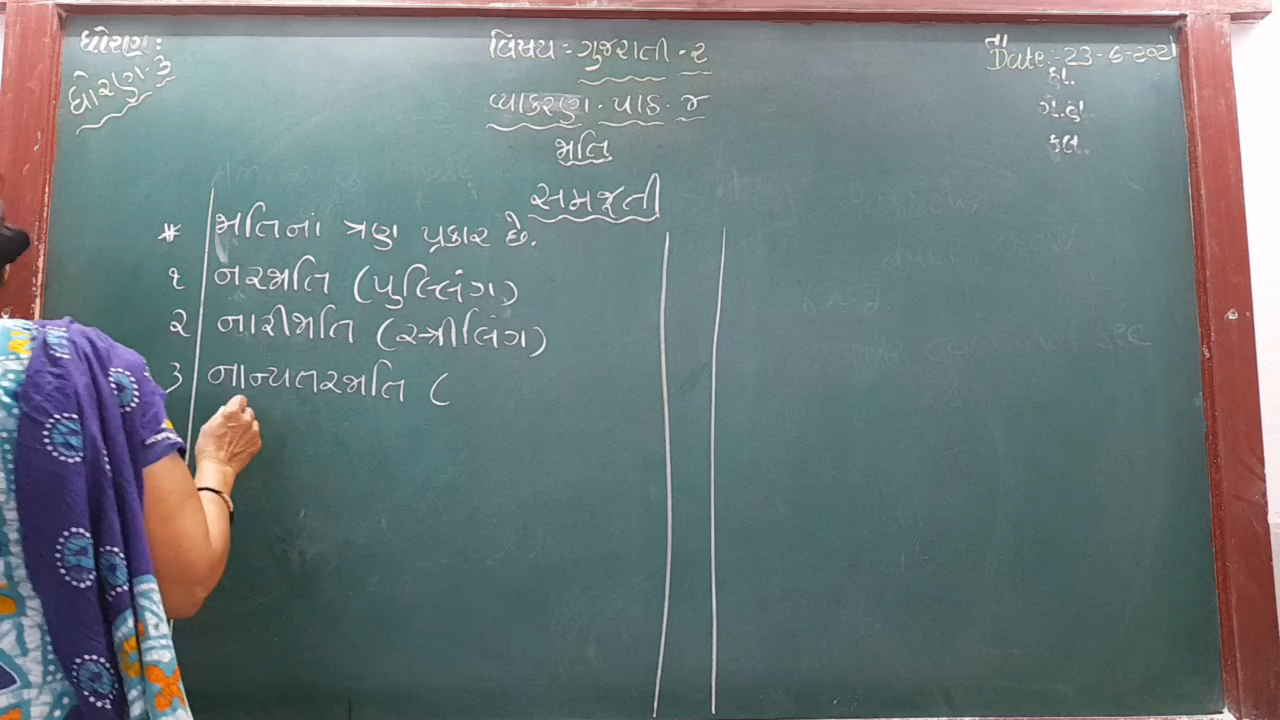 ધોરણ:
ધોરણ-૩
વિષય:- ગુજરાતી - ૨
વ્યાકરણ. પાઠ. ૪
જાતિ
તા
Date:-23-6-2021
હા.
ગે.હા.
કુલ.
સમજૂતી
* જાતિનાં ત્રણ પ્રકાર છે.
૧ નરજાતિ (પુલ્લિંગ)
૨ નારીજાતિ (સ્ત્રીલિંગ)
૩ નાન્યતરજાતિ (